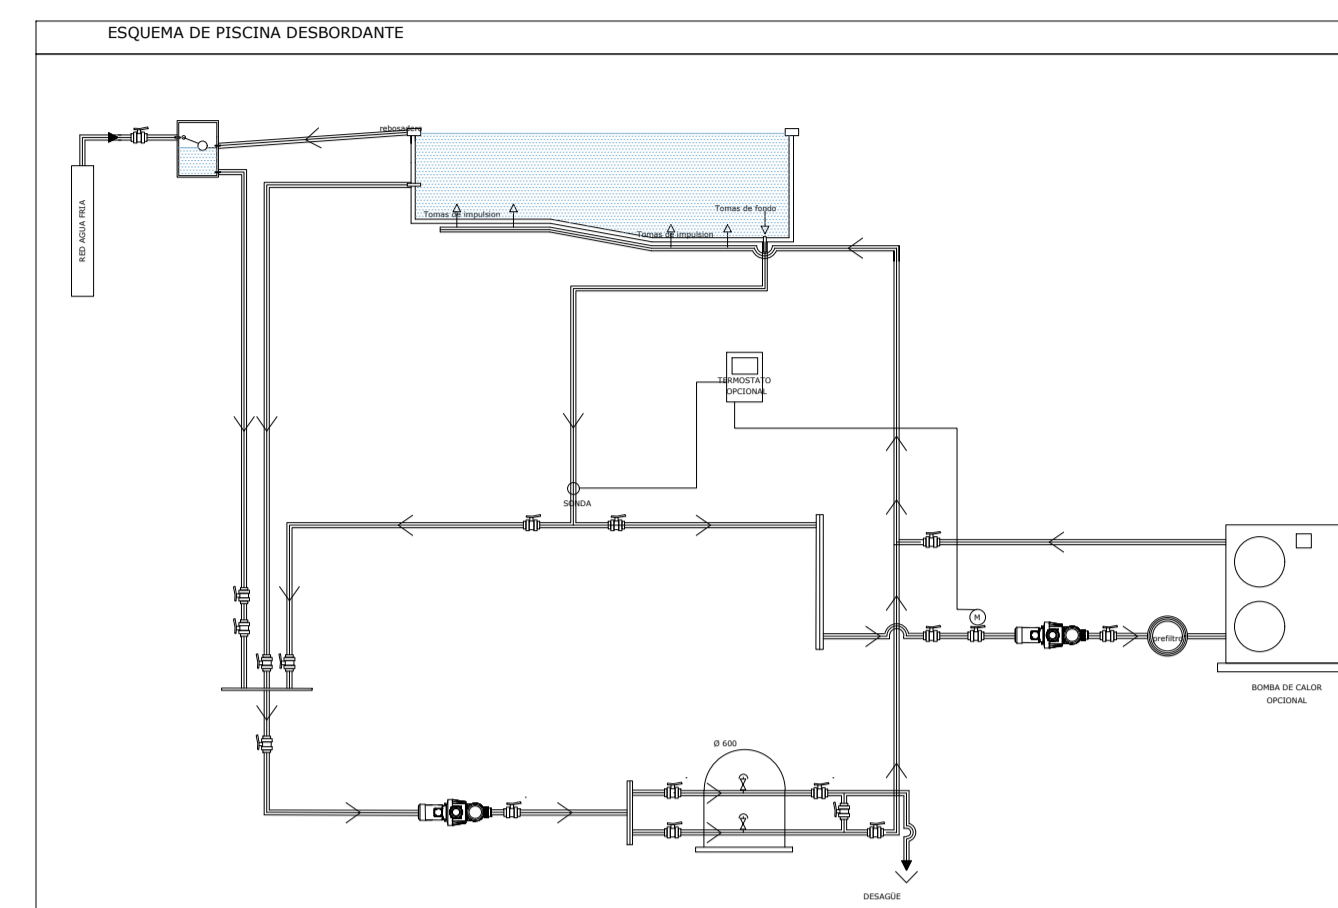 ESQUEMA DE PISCINA DESBORDANTE
rebosadero
RED AGUA FRIA
Tomas de impulsion
Tomas de fondo
Tomas de impulsion
TERMOSTATO
OPCIONAL
SONDA
M
prefiltro
BOMBA DE CALOR
OPCIONAL
Ø 600
DESAGÜE